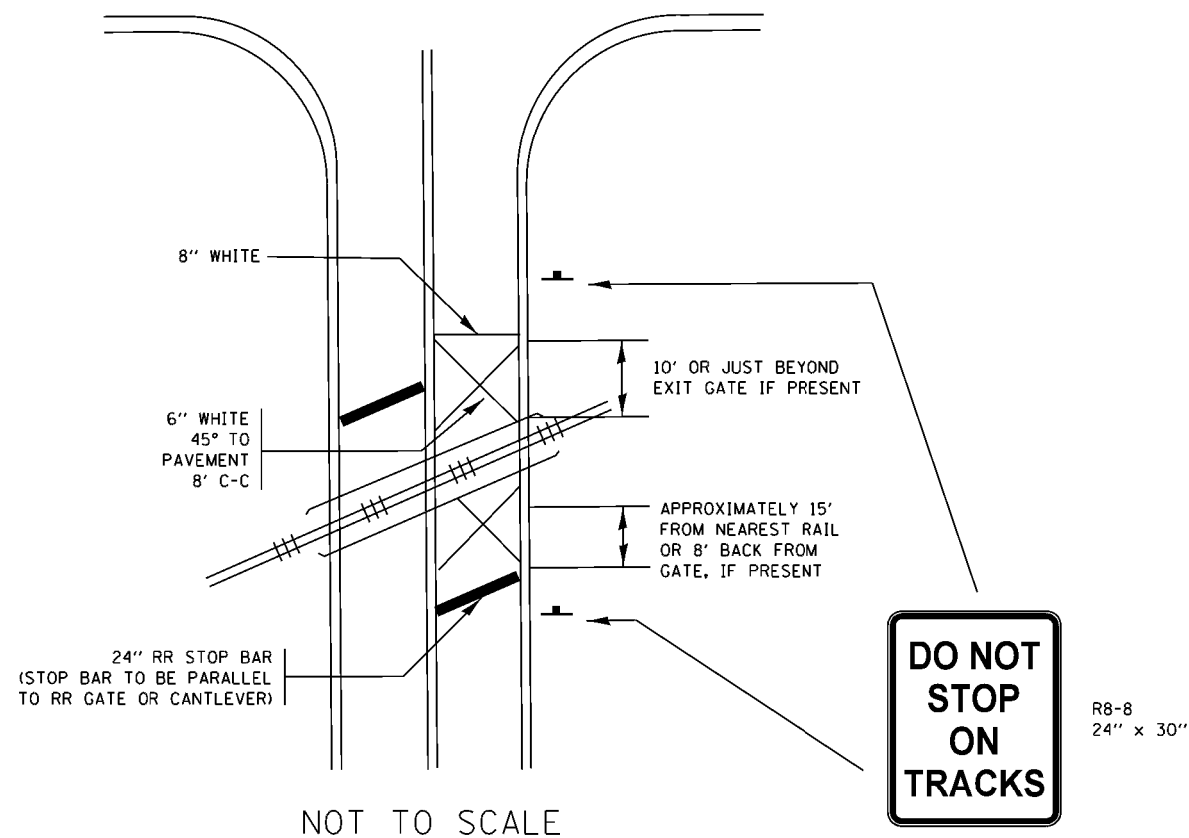 8" WHITE
10' OR JUST BEYOND
EXIT GATE IF PRESENT
6" WHITE
45° TO
PAVEMENT
8' C-C
APPROXIMATELY 15'
FROM NEAREST RAIL
OR 8' BACK FROM
GATE, IF PRESENT
24" RR STOP BAR
(STOP BAR TO BE PARALLEL
TO RR GATE OR CANTLEVER)
DO NOT
STOP
ON
TRACKS
R8-8
24" x 30"
NOT TO SCALE